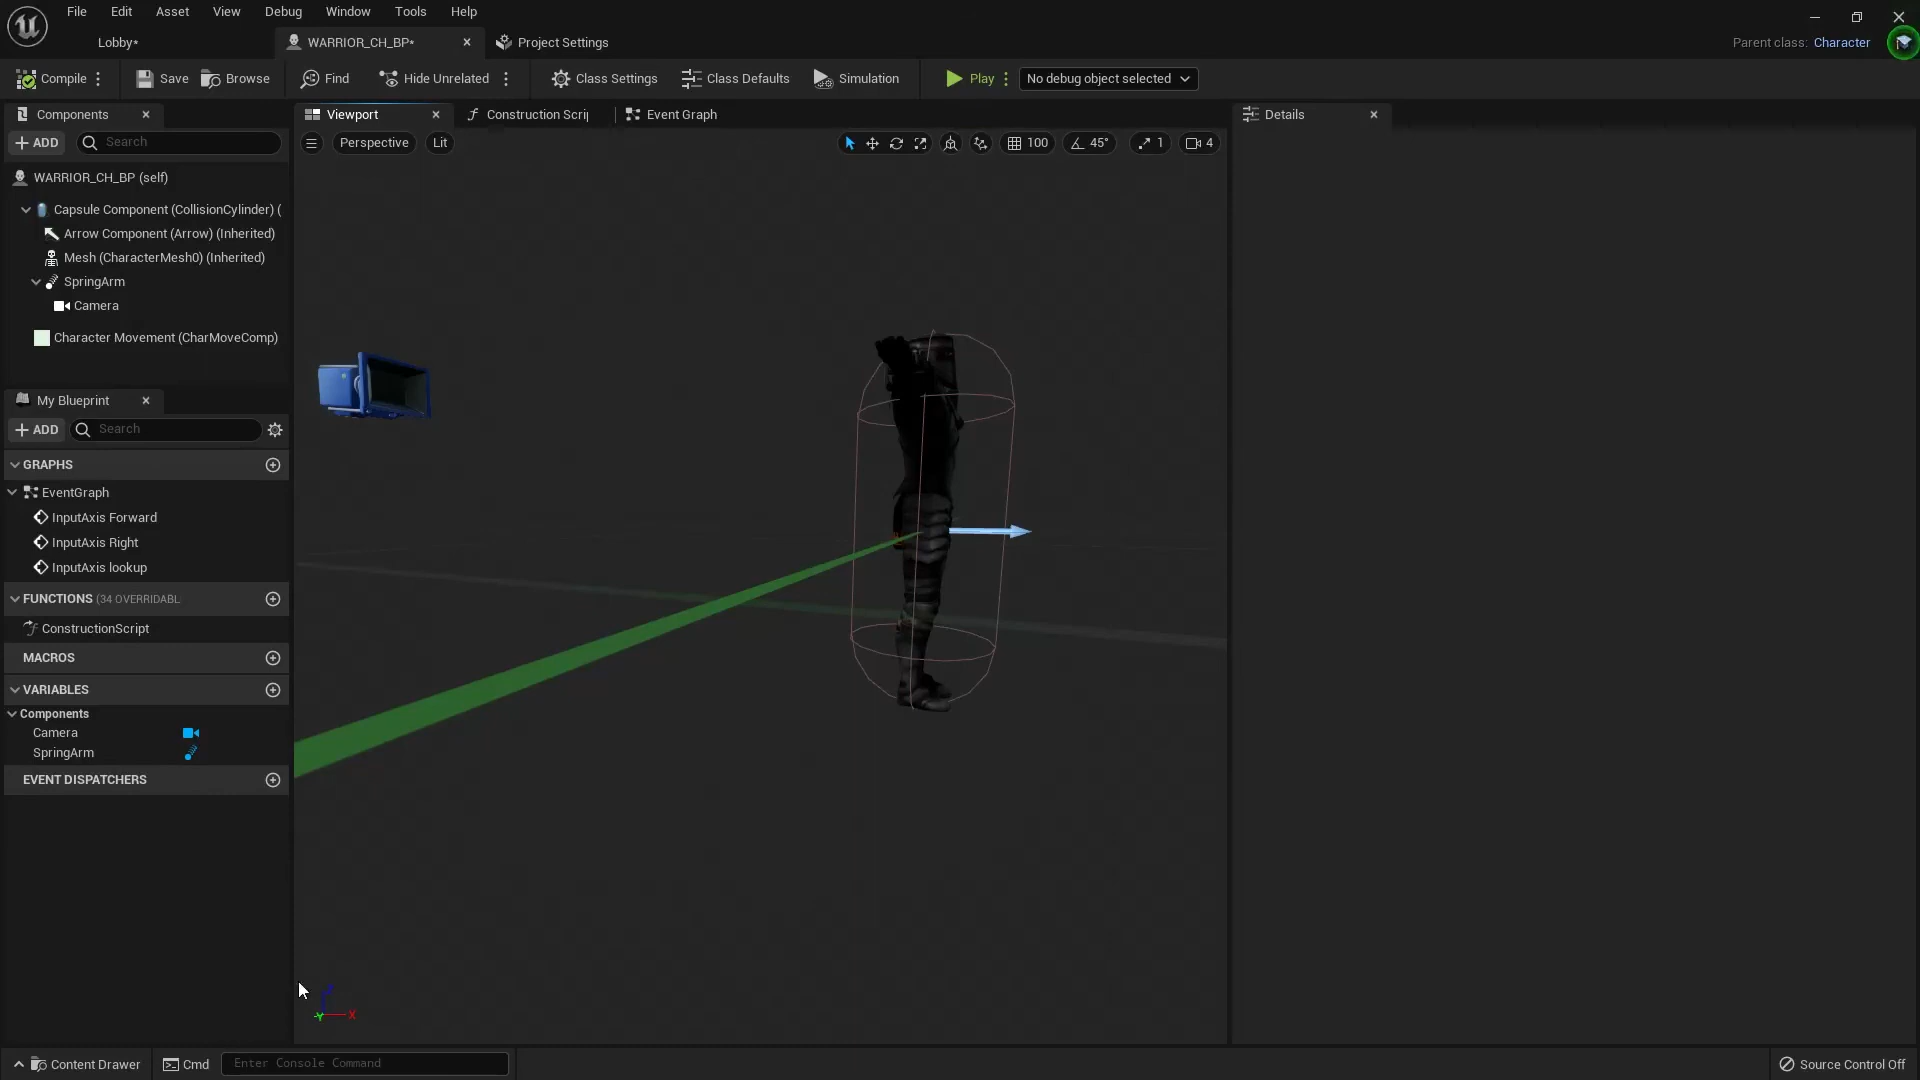 File Edit Asset View Debug Window Tools Help
Lobby* WARRIOR_CH_BP* Project Settings Parent class: Character
Compile Save Browse Find Hide Unrelated Class Settings Class Defaults Simulation Play No debug object selected
Components Viewport Construction Scrip Event Graph Details
ADD Search Perspective Lit 100 45° 1 4
WARRIOR_CH_BP (self)
Capsule Component (CollisionCylinder) (
Arrow Component (Arrow) (Inherited)
Mesh (CharacterMesh0) (Inherited)
SpringArm
Camera
Character Movement (CharMoveComp)
My Blueprint
ADD Search
GRAPHS
EventGraph
InputAxis Forward
InputAxis Right
InputAxis lookup
FUNCTIONS (34 OVERRIDABL
ConstructionScript
MACROS
VARIABLES
Components
Camera
SpringArm
EVENT DISPATCHERS
Z
Y X
Content Drawer Cmd Enter Console Command Source Control Off